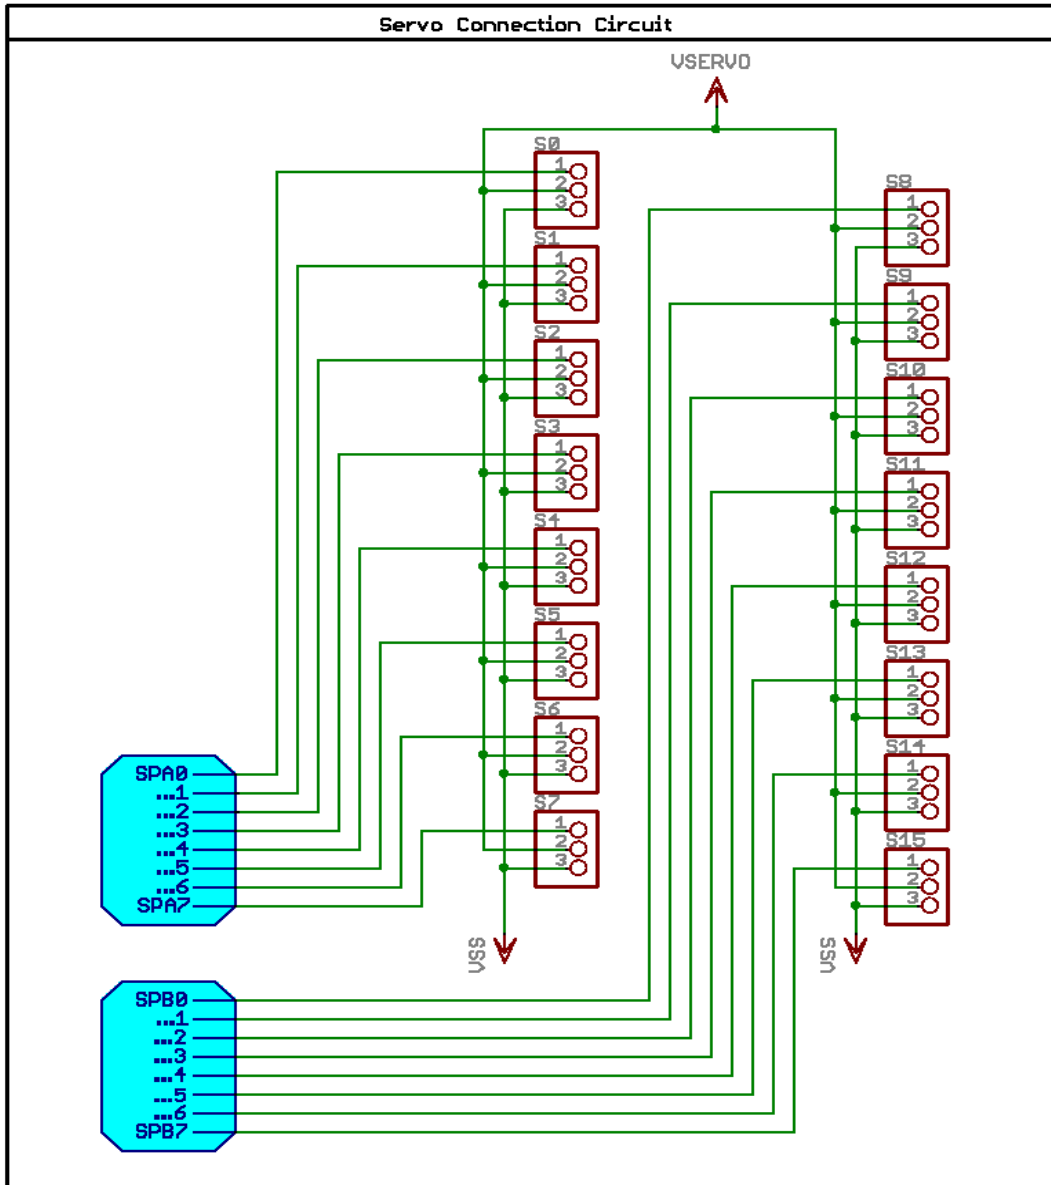 Servo Connection Circuit
VSERVO
S0
1
2
3
S1
1
2
3
S2
1
2
3
S3
1
2
3
S4
1
2
3
S5
1
2
3
S6
1
2
3
S7
1
2
3
VSS
S8
1
2
3
S9
1
2
3
S10
1
2
3
S11
1
2
3
S12
1
2
3
S13
1
2
3
S14
1
2
3
S15
1
2
3
VSS
SPA0
...1
...2
...3
...4
...5
...6
SPA7
SPB0
...1
...2
...3
...4
...5
...6
SPB7